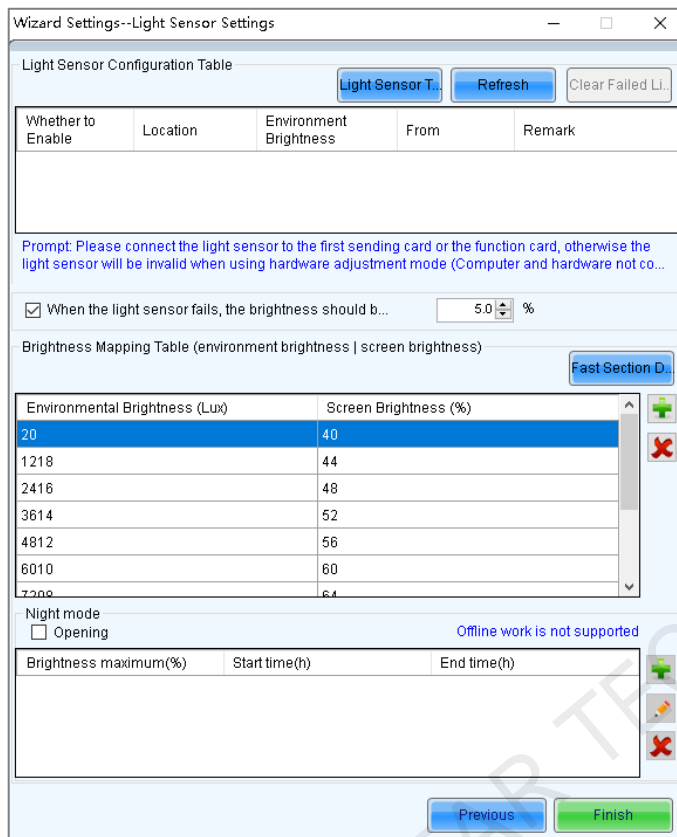 Wizard Settings--Light Sensor Settings
Light Sensor Configuration Table
Light Sensor T... Refresh Clear Failed Li...
Whether to Enable Location Environment Brightness From Remark
Prompt: Please connect the light sensor to the first sending card or the function card, otherwise the
light sensor will be invalid when using hardware adjustment mode (Computer and hardware not co...
When the light sensor fails, the brightness should b... 5.0 %
Brightness Mapping Table (environment brightness | screen brightness)
Fast Section D...
Environmental Brightness (Lux) Screen Brightness (%)
20 40
1218 44
2416 48
3614 52
4812 56
6010 60
7208 64
Night mode
Opening Offline work is not supported
Brightness maximum(%) Start time(h) End time(h)
Previous Finish